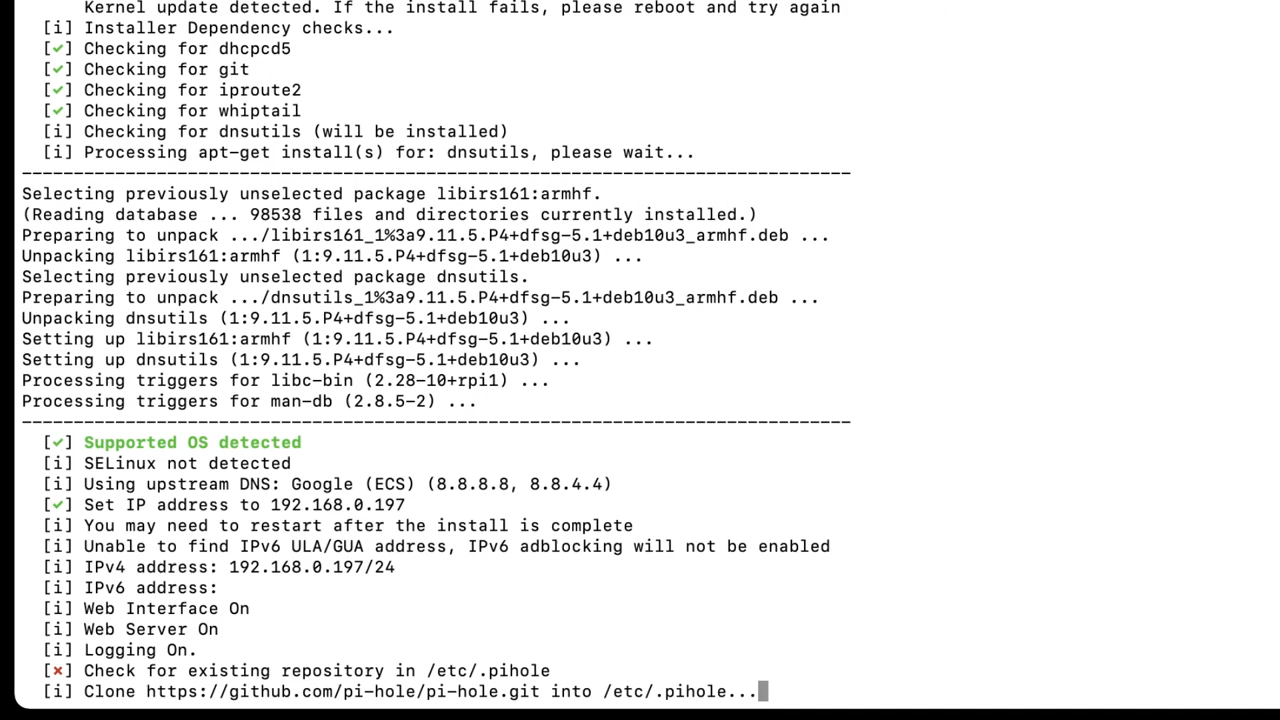 Kernel update detected. If the install fails, please reboot and try again
[i] Installer Dependency checks...
[✓] Checking for dhcpcd5
[✓] Checking for git
[✓] Checking for iproute2
[✓] Checking for whiptail
[i] Checking for dnsutils (will be installed)
[i] Processing apt-get install(s) for: dnsutils, please wait...
--------------------------------------------------------------------------------
Selecting previously unselected package libirs161:armhf.
(Reading database ... 98538 files and directories currently installed.)
Preparing to unpack .../libirs161_1%3a9.11.5.P4+dfsg-5.1+deb10u3_armhf.deb ...
Unpacking libirs161:armhf (1:9.11.5.P4+dfsg-5.1+deb10u3) ...
Selecting previously unselected package dnsutils.
Preparing to unpack .../dnsutils_1%3a9.11.5.P4+dfsg-5.1+deb10u3_armhf.deb ...
Unpacking dnsutils (1:9.11.5.P4+dfsg-5.1+deb10u3) ...
Setting up libirs161:armhf (1:9.11.5.P4+dfsg-5.1+deb10u3) ...
Setting up dnsutils (1:9.11.5.P4+dfsg-5.1+deb10u3) ...
Processing triggers for libc-bin (2.28-10+rpi1) ...
Processing triggers for man-db (2.8.5-2) ...
--------------------------------------------------------------------------------
[✓] Supported OS detected
[i] SELinux not detected
[i] Using upstream DNS: Google (ECS) (8.8.8.8, 8.8.4.4)
[✓] Set IP address to 192.168.0.197
[i] You may need to restart after the install is complete
[i] Unable to find IPv6 ULA/GUA address, IPv6 adblocking will not be enabled
[i] IPv4 address: 192.168.0.197/24
[i] IPv6 address:
[i] Web Interface On
[i] Web Server On
[i] Logging On.
[✗] Check for existing repository in /etc/.pihole
[i] Clone https://github.com/pi-hole/pi-hole.git into /etc/.pihole...